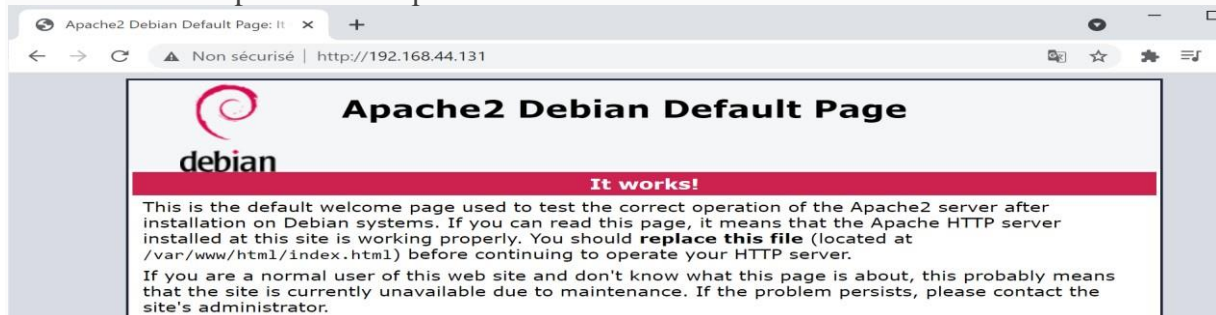 Apache2 Debian Default Page: It
Non sécurisé | http://192.168.44.131
Apache2 Debian Default Page
debian
It works!
This is the default welcome page used to test the correct operation of the Apache2 server after
installation on Debian systems. If you can read this page, it means that the Apache HTTP server
installed at this site is working properly. You should replace this file (located at
/var/www/html/index.html) before continuing to operate your HTTP server.
If you are a normal user of this web site and don't know what this page is about, this probably means
that the site is currently unavailable due to maintenance. If the problem persists, please contact the
site's administrator.